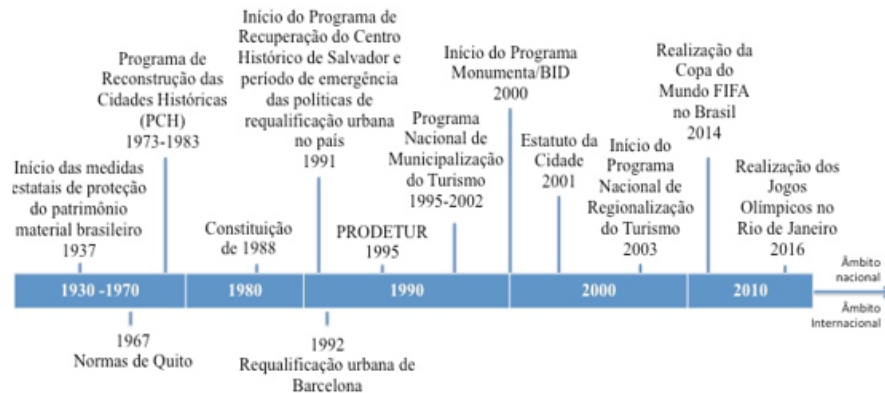 Programa de
Reconstrução das
Cidades Históricas
(PCH)
1973-1983
Início das medidas
estatais de proteção
do patrimônio
material brasileiro
1937
Início do Programa de
Recuperação do Centro
Histórico de Salvador e
período de emergência
das políticas de
requalificação urbana
no país
1991
Constituição
de 1988
PRODETUR
1995
Programa
Nacional de
Municipalização
do Turismo
1995-2002
Início do Programa
Monumenta/BID
2000
Estatuto da
Cidade
2001
Início do
Programa
Nacional de
Regionalização
do Turismo
2003
Realização da
Copa do
Mundo FIFA
no Brasil
2014
Realização dos
Jogos
Olímpicos no
Rio de Janeiro
2016
Âmbito
nacional
1930 -1970
1980
1990
2000
2010
Âmbito
Internacional
1967
Normas de Quito
1992
Requalificação urbana de
Barcelona